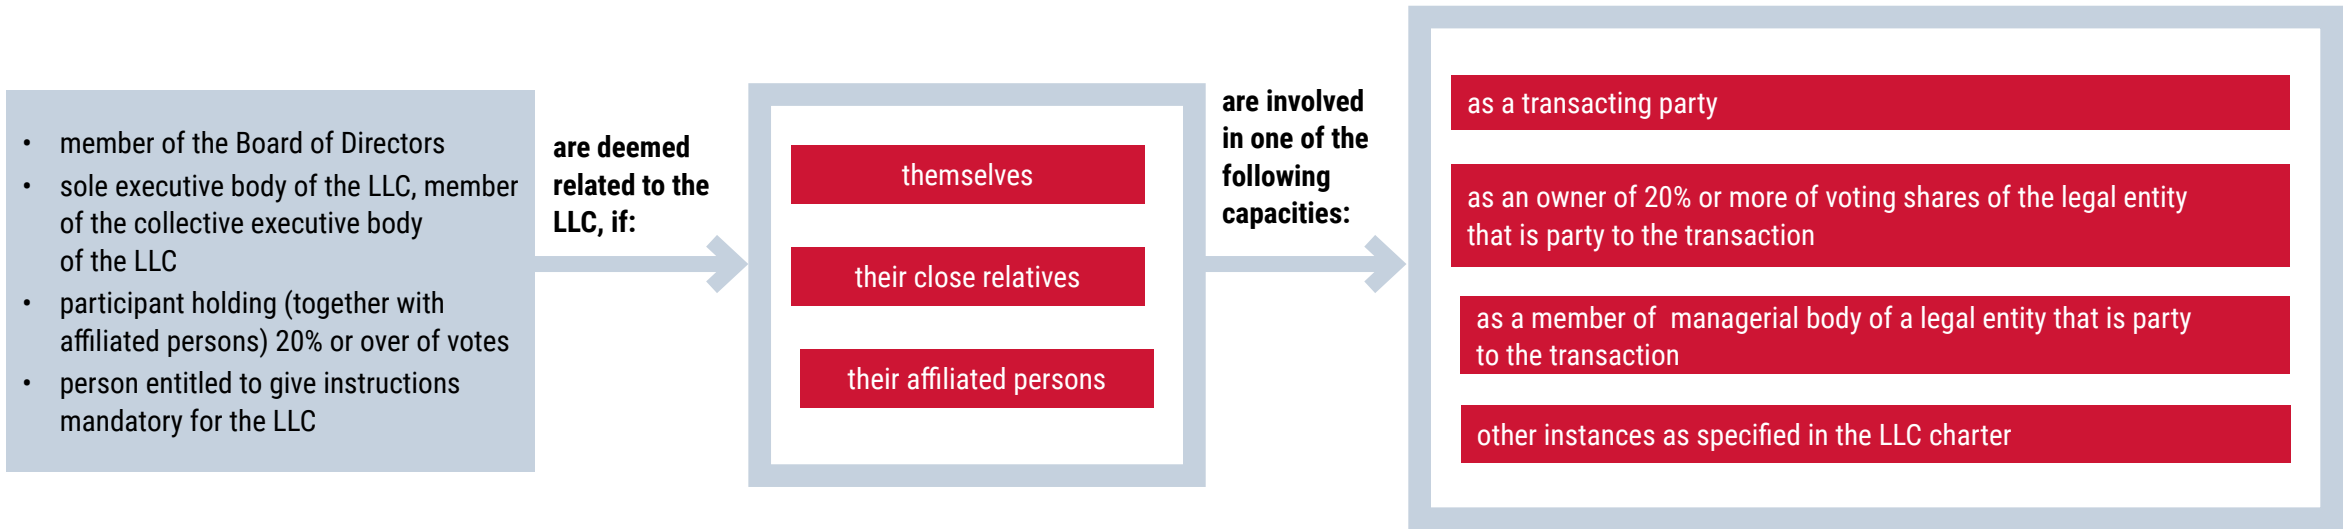 • member of the Board of Directors
• sole executive body of the LLC, member
of the collective executive body
of the LLC
• participant holding (together with
affiliated persons) 20% or over of votes
• person entitled to give instructions
mandatory for the LLC
are deemed
related to the
LLC, if:
themselves
their close relatives
their affiliated persons
are involved
in one of the
following
capacities:
as a transacting party
as an owner of 20% or more of voting shares of the legal entity
that is party to the transaction
as a member of  managerial body of a legal entity that is party
to the transaction
other instances as specified in the LLC charter